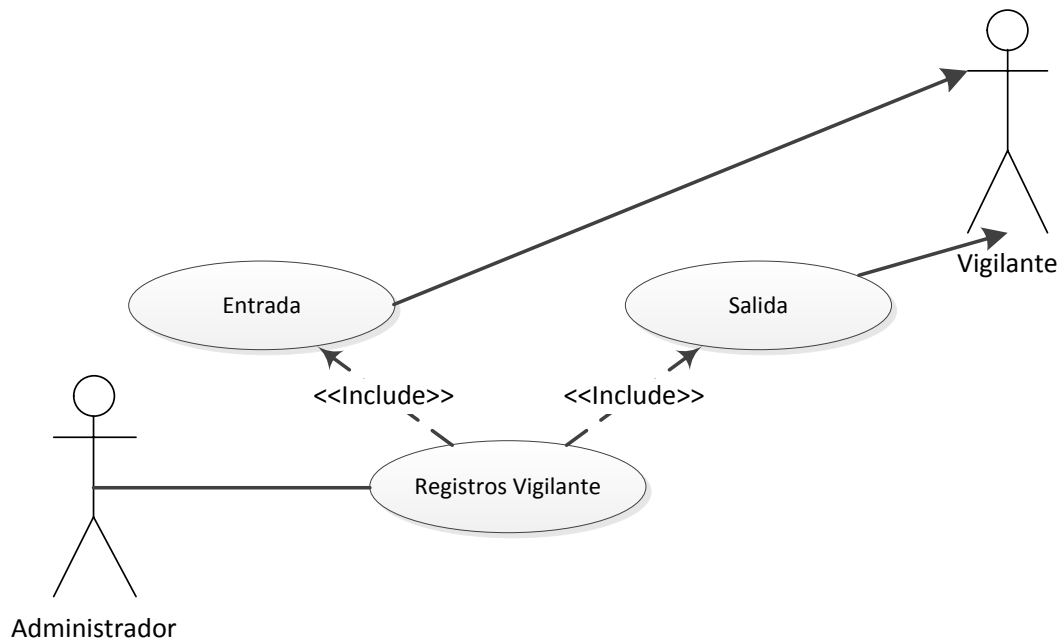 Vigilante
Entrada
Salida
<<Include>>
<<Include>>
Registros Vigilante
Administrador